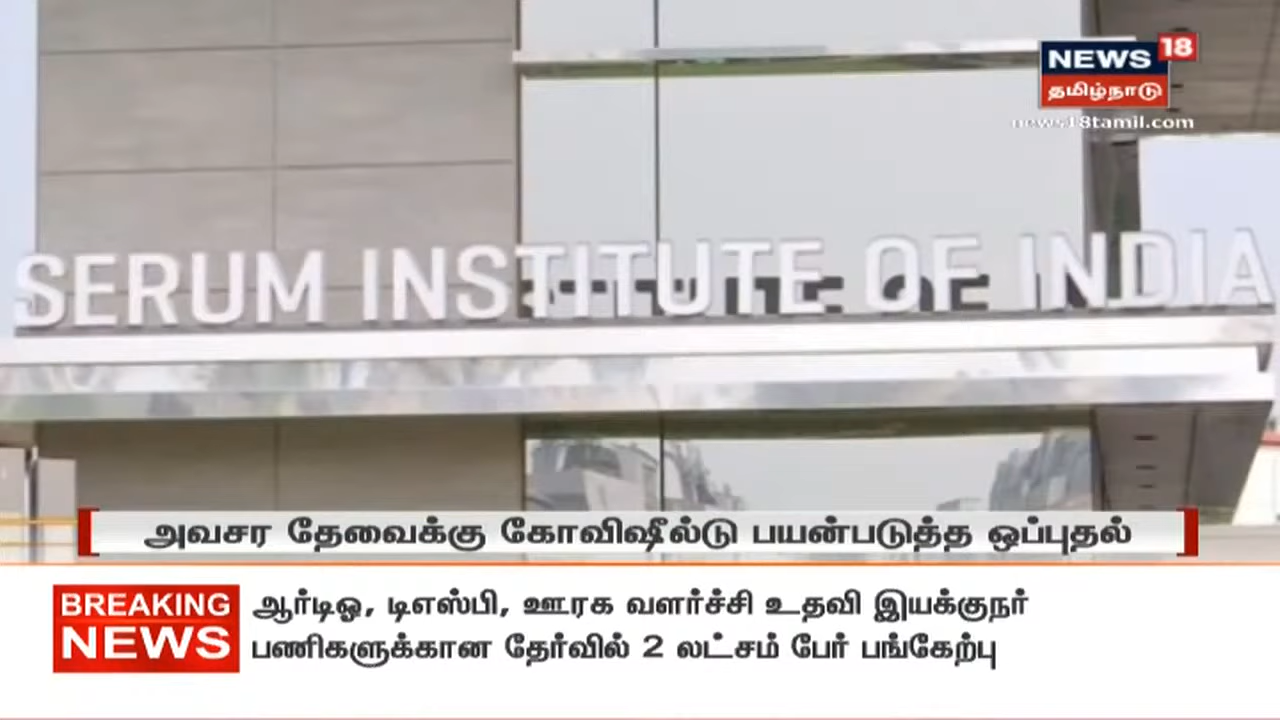 NEWS 18
தமிழ்நாடு
news18tamil.com
SERUM INSTITUTE OF INDIA
அவசர தேவைக்கு கோவிஷீல்டு பயன்படுத்த ஒப்புதல்
BREAKING
NEWS
ஆர்டிஓ, டிஎஸ்பி, ஊரக வளர்ச்சி உதவி இயக்குநர்
பணிகளுக்கான தேர்வில் 2 லட்சம் பேர் பங்கேற்பு